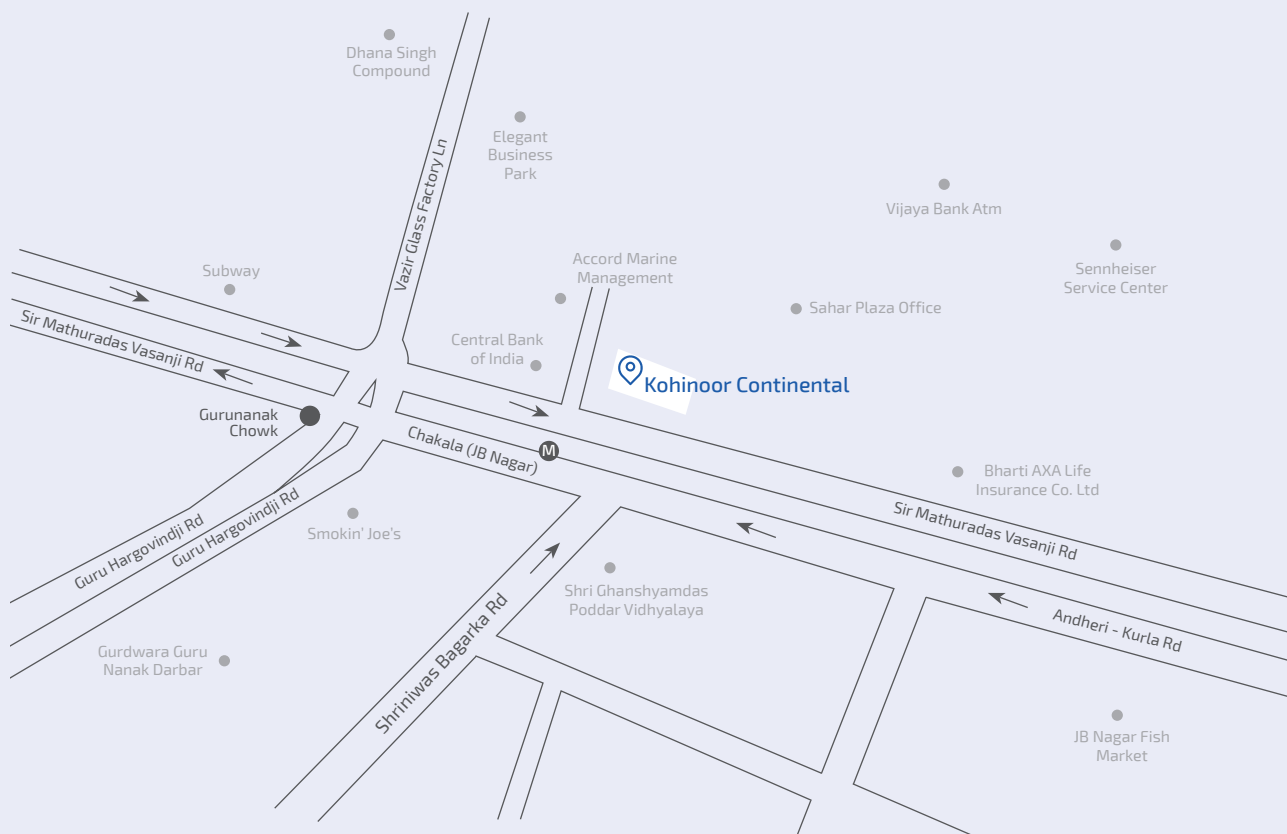 Dhana Singh
Compound
Elegant
Business
Park
Vazir Glass Factory Ln
Vijaya Bank Atm
Subway
Accord Marine
Management
Sennheiser
Service Center
Sahar Plaza Office
Sir Mathuradas Vasanji Rd
Central Bank
of India
Kohinoor Continental
Gurunanak
Chowk
Chakala (JB Nagar)
M
Bharti AXA Life
Insurance Co. Ltd
Sir Mathuradas Vasanji Rd
Guru Hargovindji Rd
Guru Hargovindji Rd
Smokin' Joe's
Shri Ghanshyamdas
Poddar Vidhyalaya
Andheri - Kurla Rd
Shriniwas Bagarka Rd
Gurdwara Guru
Nanak Darbar
JB Nagar Fish
Market